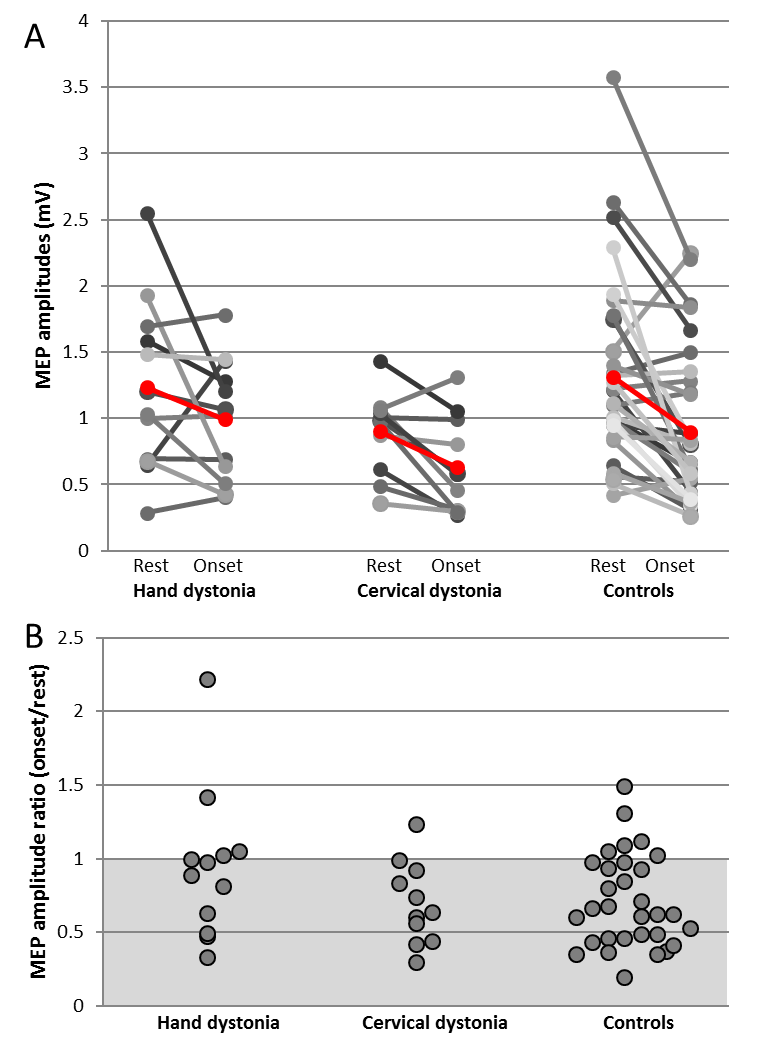 A
MEP amplitudes (mV)
4
3.5
3
2.5
2
1.5
1
0.5
0
Rest Onset Rest Onset Rest Onset
Hand dystonia Cervical dystonia Controls
B
MEP amplitude ratio (onset/rest)
2.5
2
1.5
1
0.5
0
Hand dystonia Cervical dystonia Controls